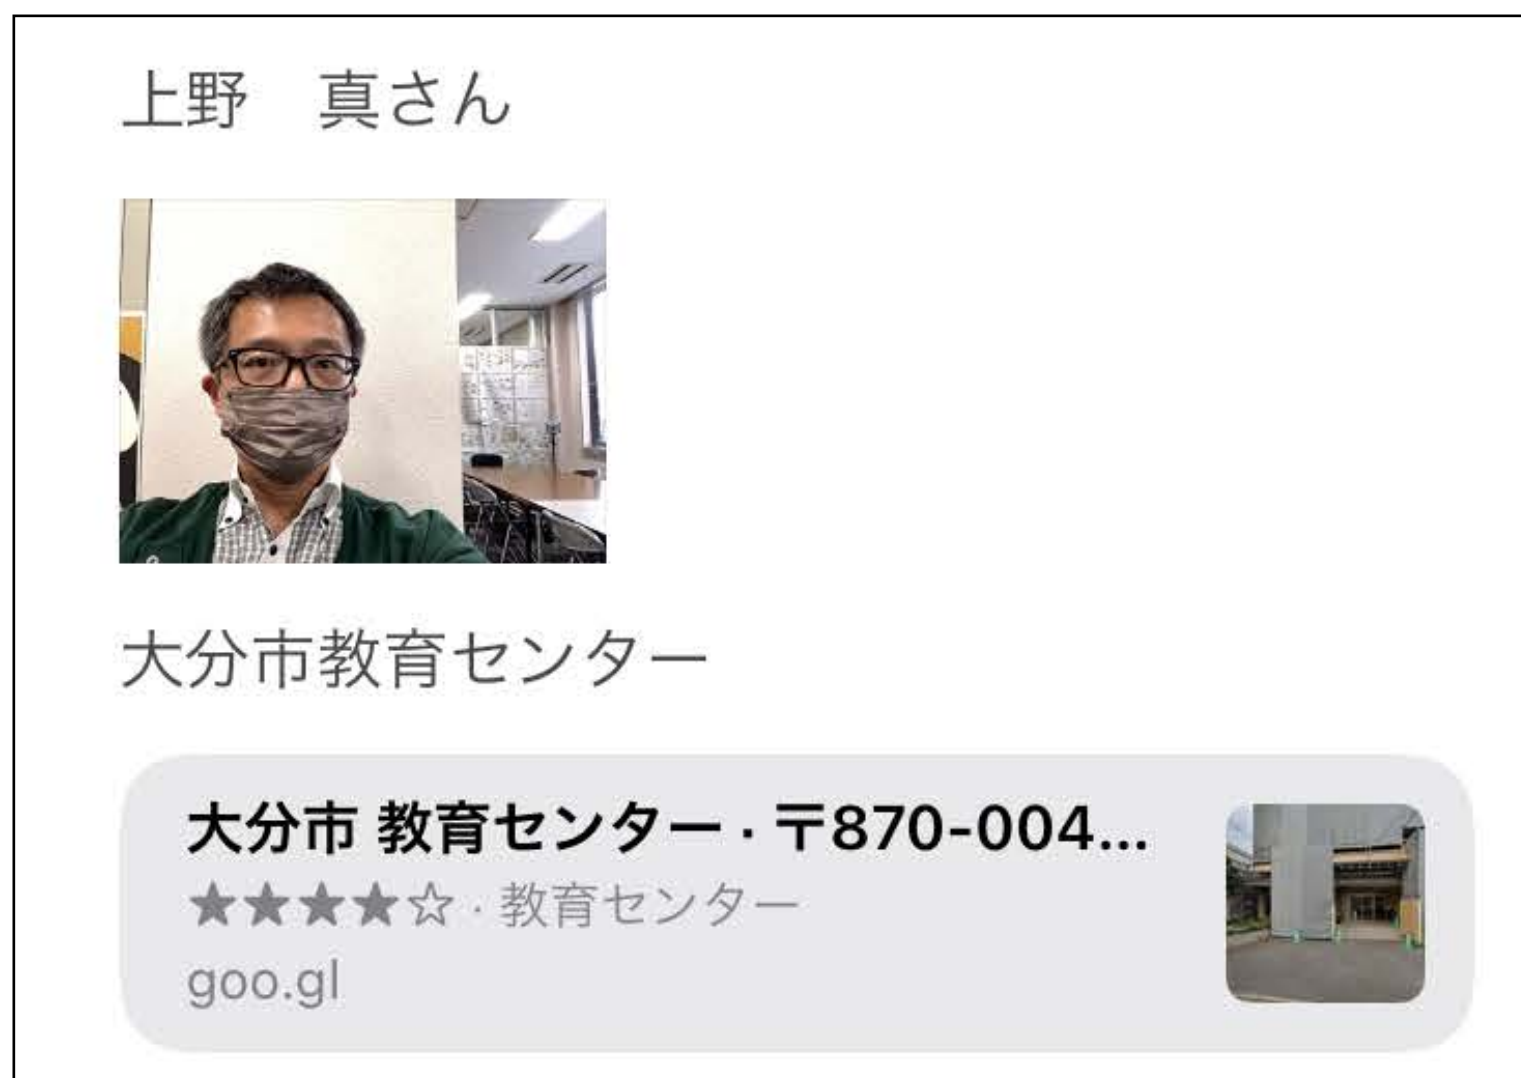 上野　真さん
大分市教育センター
大分市 教育センター · 〒870-004...
★★★★☆ · 教育センター
goo.gl